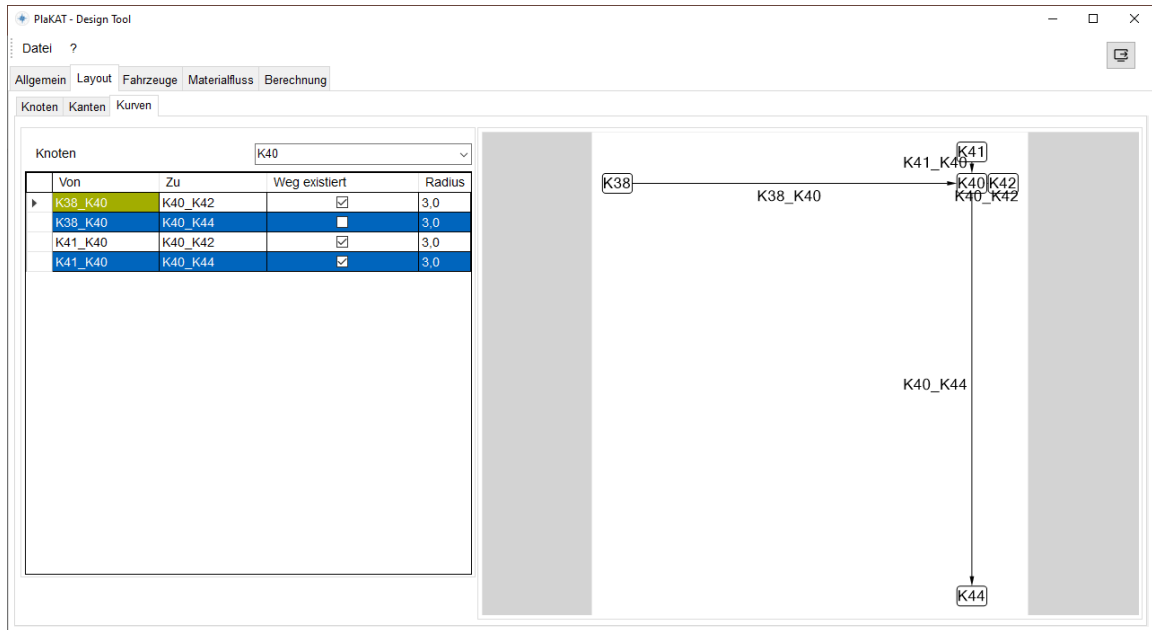 PlaKAT - Design Tool
Datei ?
Allgemein Layout Fahrzeuge Materialfluss Berechnung
Knoten Kanten Kurven
Knoten K40
Von Zu Weg existiert Radius
K38_K40 K40_K42 3,0
K38_K40 K40_K44 3,0
K41_K40 K40_K42 3,0
K41_K40 K40_K44 3,0
K41
K41_K40
K38 K40 K42
K38_K40 K40_K42
K40_K44
K44